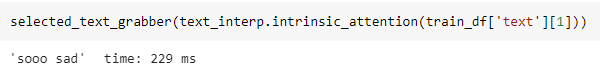 selected_text_grabber(text_interp.intrinsic_attention(train_df['text'][1]))
'sooo sad'  time: 229 ms